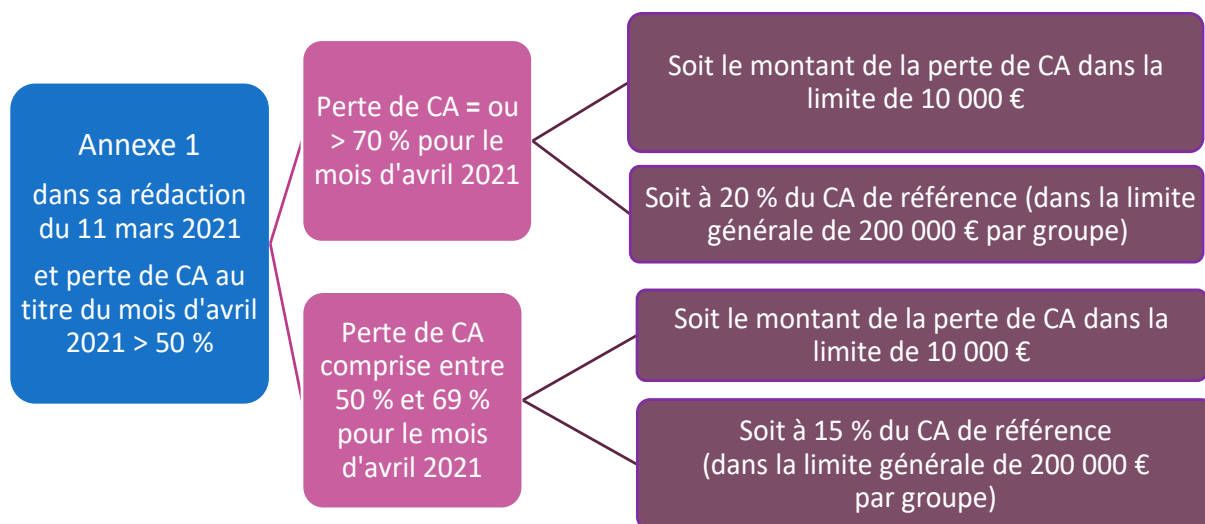 Annexe 1
dans sa rédaction
du 11 mars 2021
et perte de CA au
titre du mois d'avril
2021 > 50 %
Perte de CA = ou
> 70 % pour le
mois d'avril 2021
Soit le montant de la perte de CA dans la
limite de 10 000 €
Soit à 20 % du CA de référence (dans la limite
générale de 200 000 € par groupe)
Perte de CA
comprise entre
50 % et 69 %
pour le mois
d'avril 2021
Soit le montant de la perte de CA dans la
limite de 10 000 €
Soit à 15 % du CA de référence
(dans la limite générale de 200 000 €
par groupe)